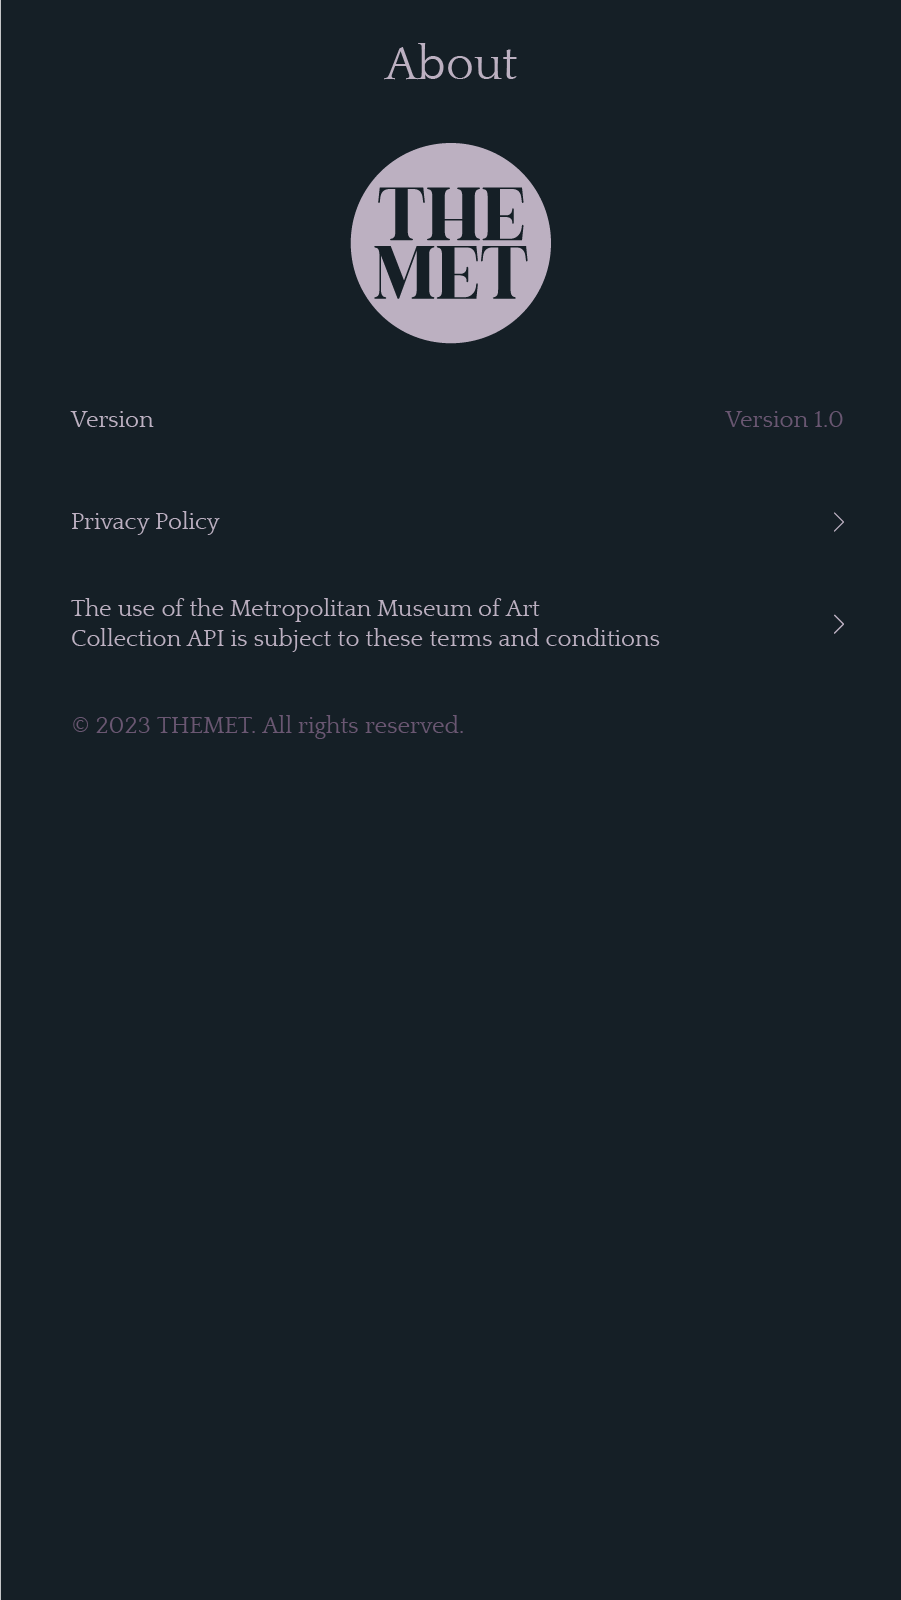 About
THE
MET
Version
Version 1.0
Privacy Policy
The use of the Metropolitan Museum of Art
Collection API is subject to these terms and conditions
© 2023 THEMET. All rights reserved.